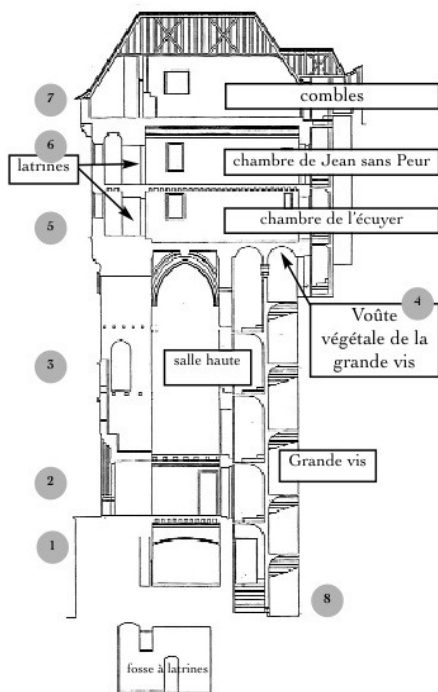 7
combles
6
latrines
chambre de Jean sans Peur
5
chambre de l'écuyer
4
Voûte
végétale de la
grande vis
3
salle haute
Grande vis
2
1
8
fosse à latrines